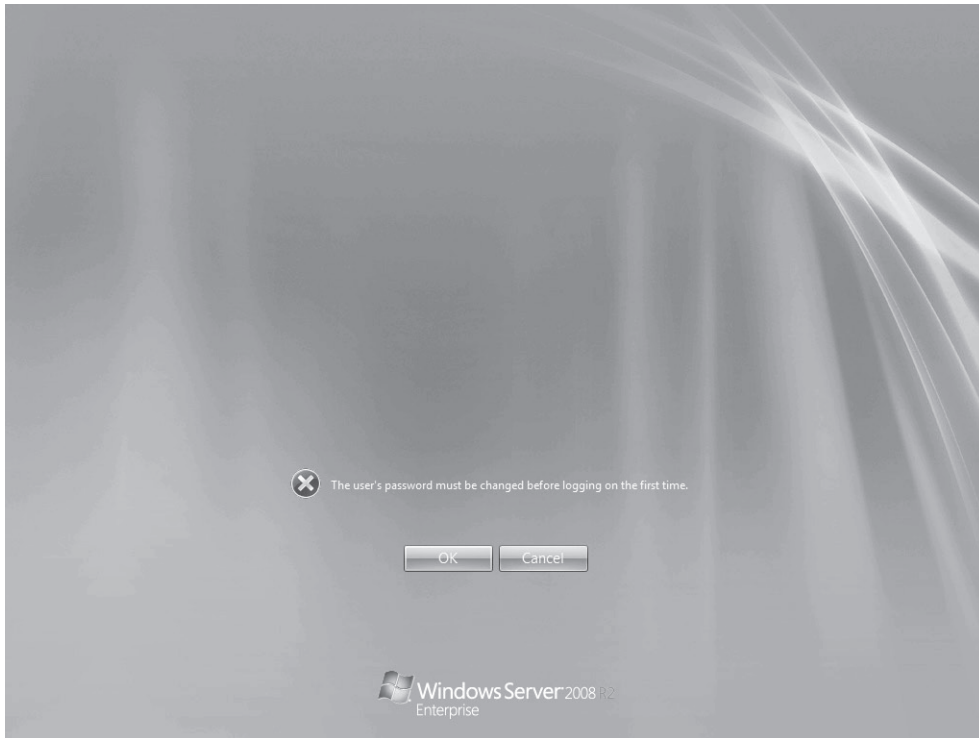 The user's password must be changed before logging on the first time.
OK Cancel
Windows Server 2008 R2
Enterprise